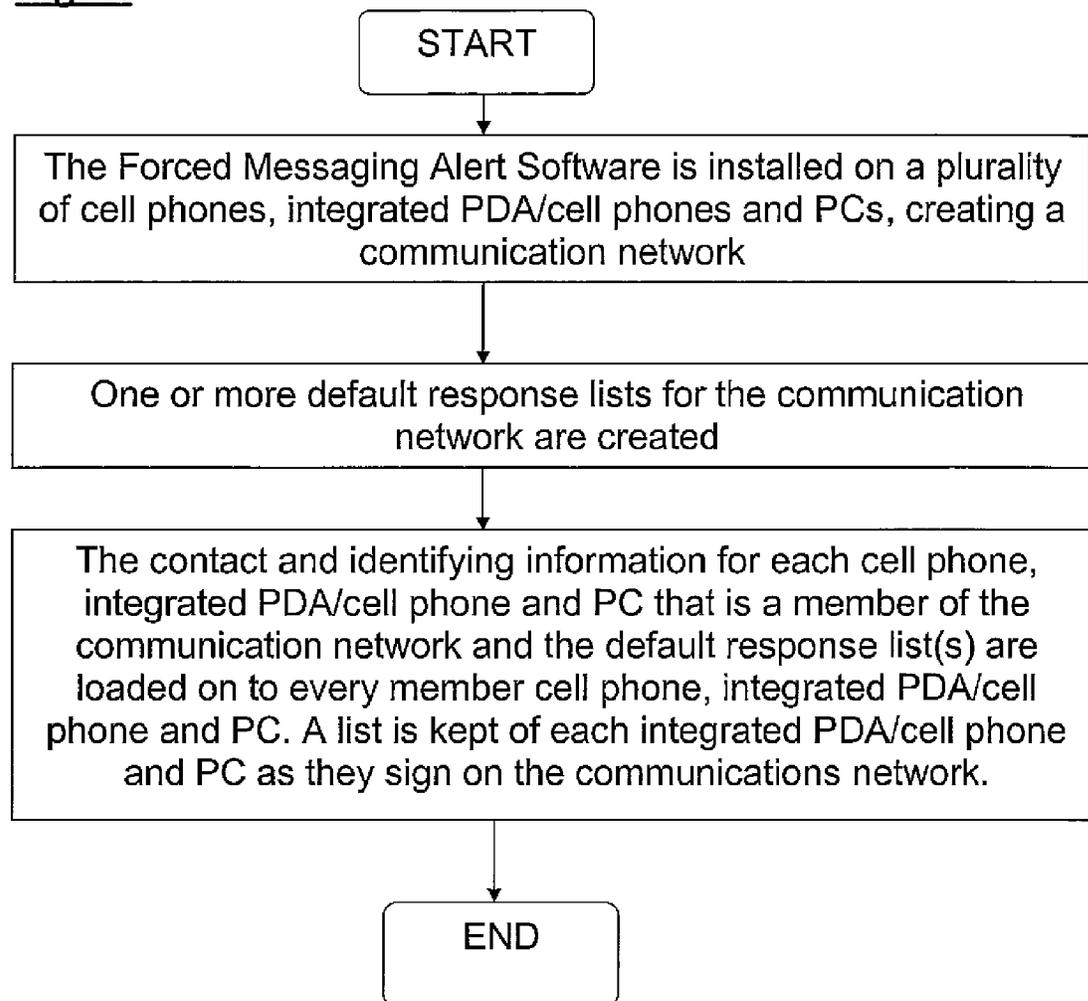 START
The Forced Messaging Alert Software is installed on a plurality
of cell phones, integrated PDA/cell phones and PCs, creating a
communication network
One or more default response lists for the communication
network are created
The contact and identifying information for each cell phone,
integrated PDA/cell phone and PC that is a member of the
communication network and the default response list(s) are
loaded on to every member cell phone, integrated PDA/cell
phone and PC. A list is kept of each integrated PDA/cell phone
and PC as they sign on the communications network.
END